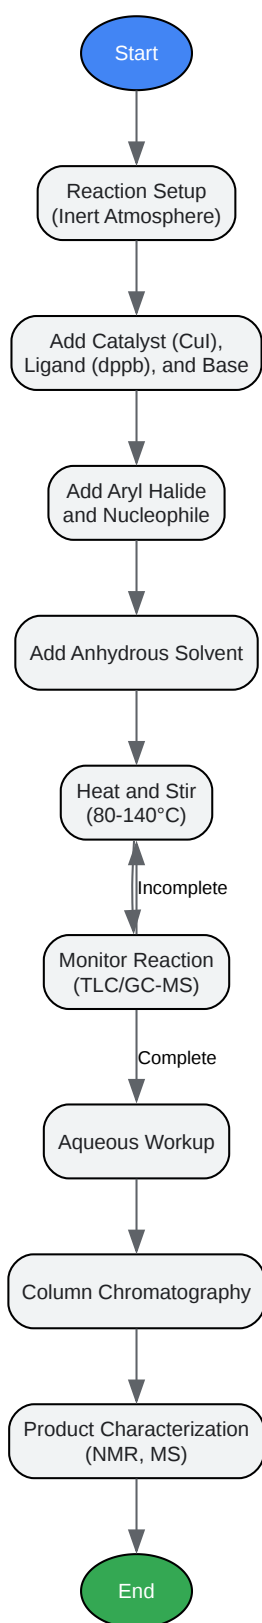 Start
Reaction Setup
(Inert Atmosphere)
Add Catalyst (CuI),
Ligand (dppb), and Base
Add Aryl Halide
and Nucleophile
Add Anhydrous Solvent
Heat and Stir
(80-140°C)
Incomplete
Monitor Reaction
(TLC/GC-MS)
Complete
Aqueous Workup
Column Chromatography
Product Characterization
(NMR, MS)
End